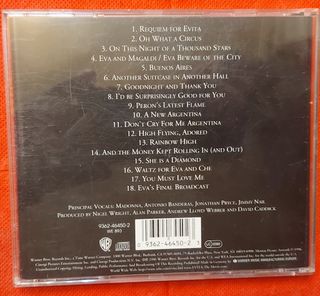 1. Requiem for Evita
2. Oh What a Circus
3. On This Night of a Thousand Stars
4. Eva and Magaldi / Eva Beware of the City
5. Buenos Aires
6. Another Suitcase in Another Hall
7. Goodnight and Thank You
8. I'd Be Surprisingly Good for You
9. Peron's Latest Flame
10. A New Argentina
11. Don't Cry For Me Argentina
12. High Flying, Adored
13. Rainbow High
14. And the Money Kept Rolling In (and Out)
15. She is a Diamond
16. Waltz for Eva and Che
17. You Must Love Me
18. Eva's Final Broadcast
Principal Vocals: Madonna, Antonio Banderas, Jonathan Pryce, Jimmy Nail
Produced by Nigel Wright, Alan Parker, Andrew Lloyd Webber and David Caddick
9362-46450-2
WE 893
0 9362-46450-2